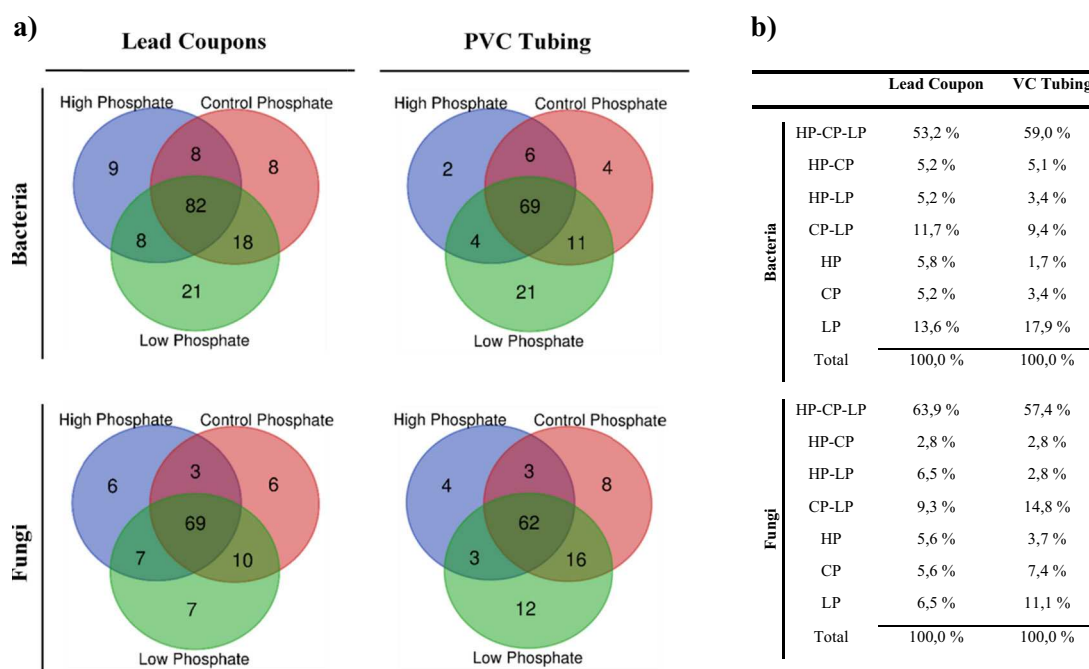 a)
Lead Coupons
PVC Tubing
Bacteria
High Phosphate
Control Phosphate
9
8
8
82
8
18
21
Low Phosphate
High Phosphate
Control Phosphate
2
6
4
69
4
11
21
Low Phosphate
Fungi
High Phosphate
Control Phosphate
6
3
6
69
7
10
7
Low Phosphate
High Phosphate
Control Phosphate
4
3
8
62
3
16
12
Low Phosphate
b)
Lead Coupon VC Tubing
Bacteria
HP-CP-LP 53,2 % 59,0 %
HP-CP 5,2 % 5,1 %
HP-LP 5,2 % 3,4 %
CP-LP 11,7 % 9,4 %
HP 5,8 % 1,7 %
CP 5,2 % 3,4 %
LP 13,6 % 17,9 %
Total 100,0 % 100,0 %
Fungi
HP-CP-LP 63,9 % 57,4 %
HP-CP 2,8 % 2,8 %
HP-LP 6,5 % 2,8 %
CP-LP 9,3 % 14,8 %
HP 5,6 % 3,7 %
CP 5,6 % 7,4 %
LP 6,5 % 11,1 %
Total 100,0 % 100,0 %